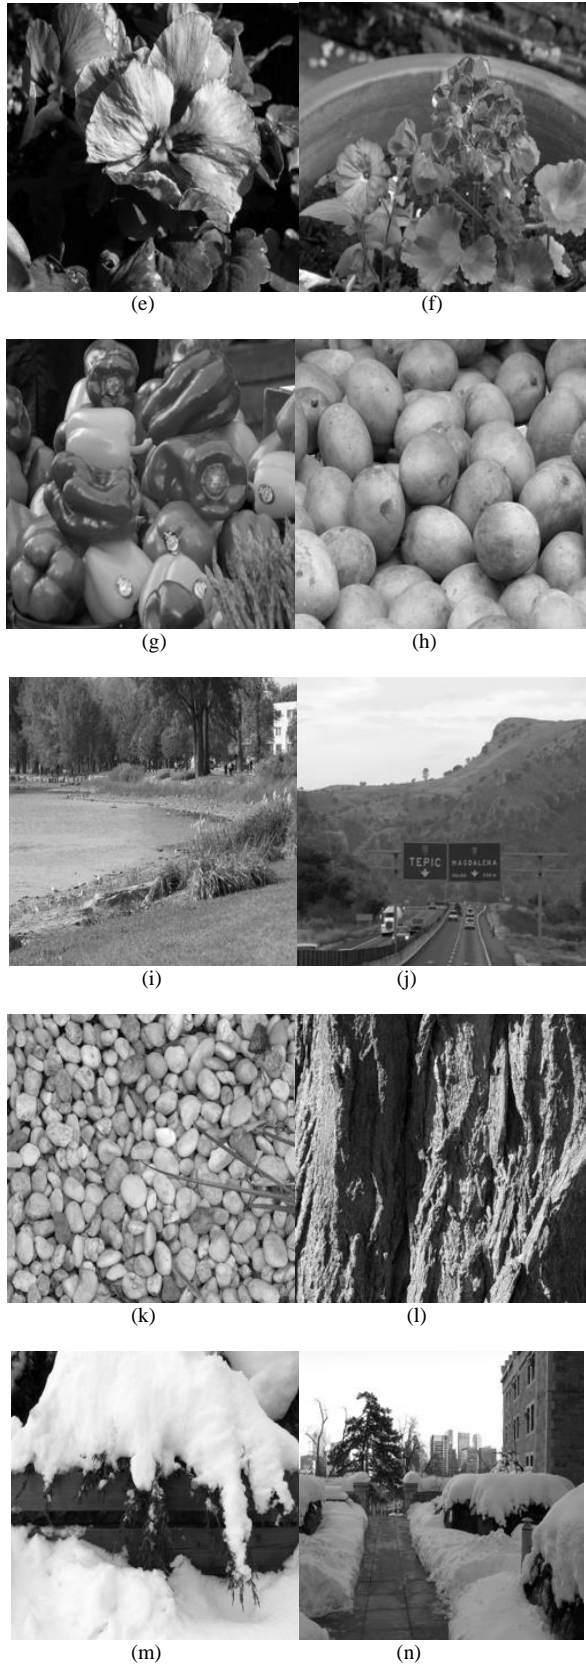 (e) (f)
(g) (h)
(i) (j)
TEPIC MAGDALENA
(k) (l)
(m) (n)